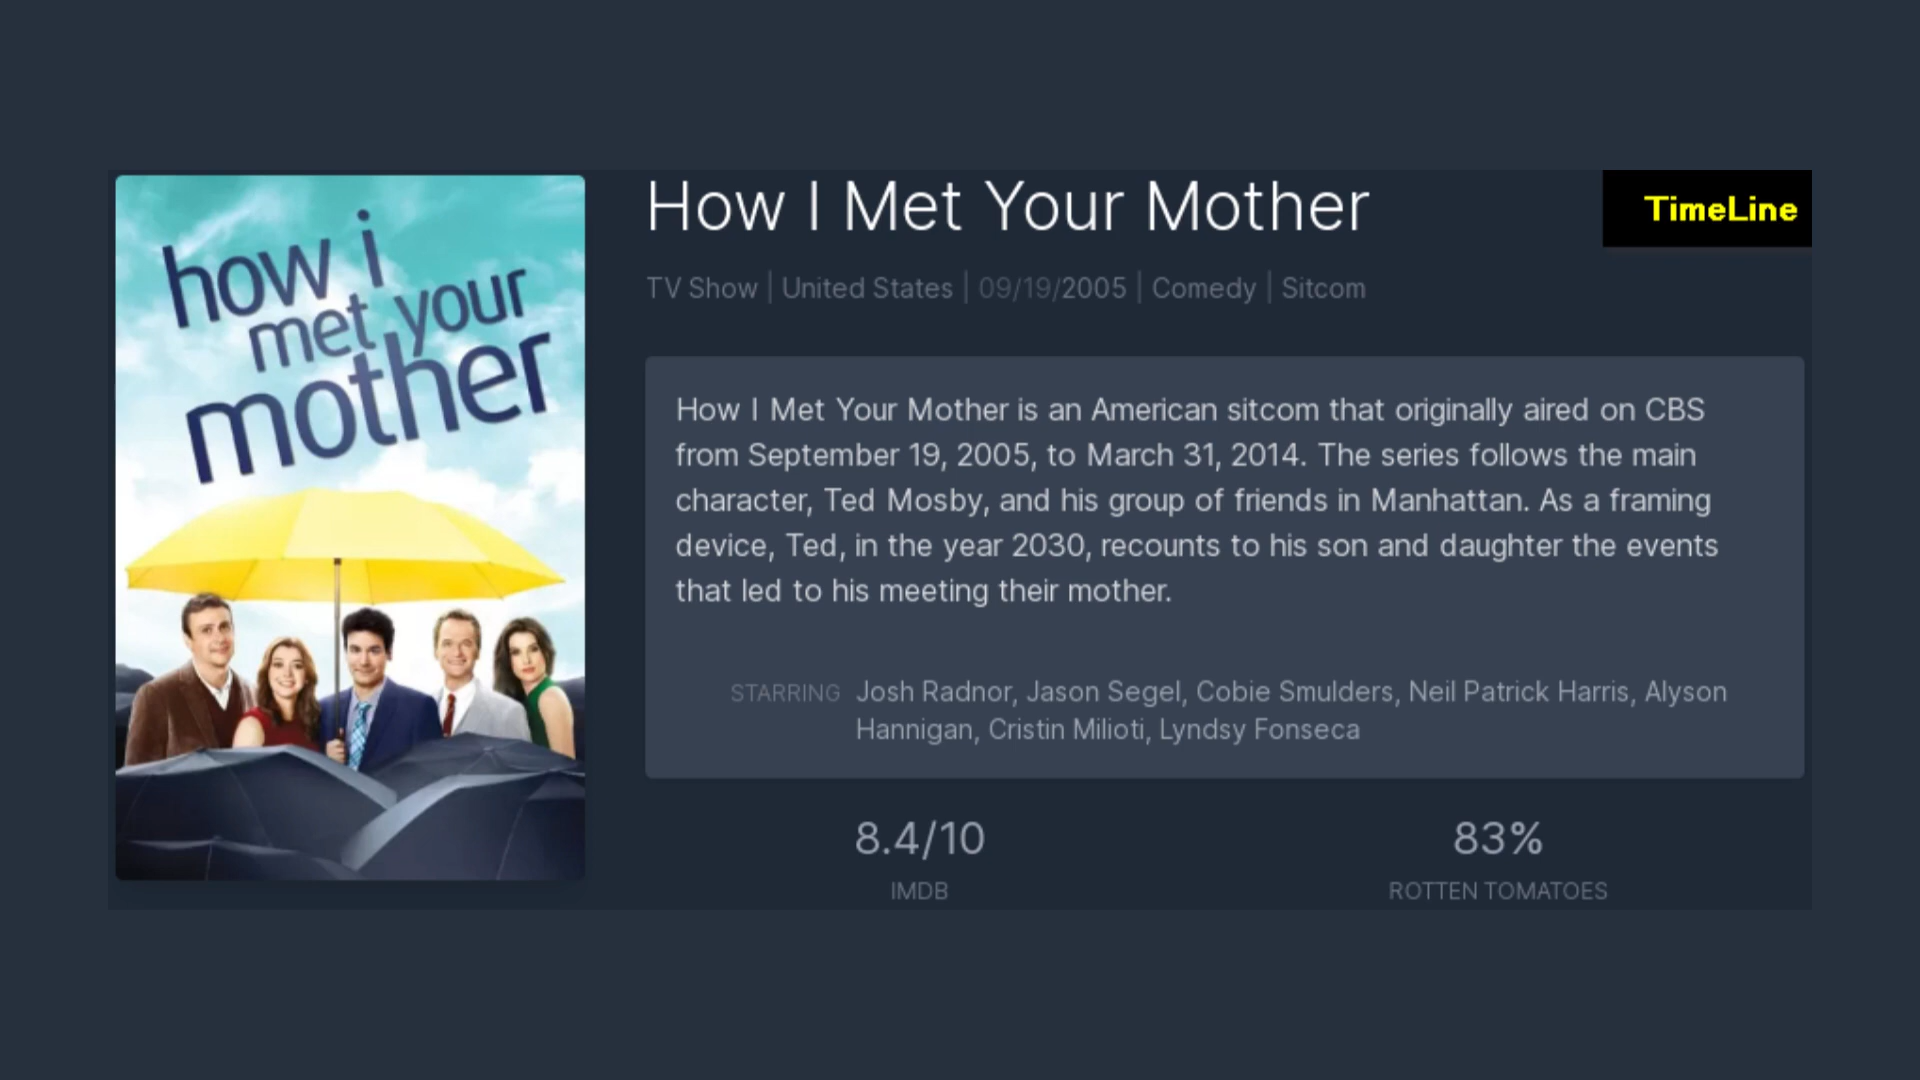 how i
met your
mother
How I Met Your Mother
TimeLine
TV Show | United States | 09/19/2005 | Comedy | Sitcom
How I Met Your Mother is an American sitcom that originally aired on CBS
from September 19, 2005, to March 31, 2014. The series follows the main
character, Ted Mosby, and his group of friends in Manhattan. As a framing
device, Ted, in the year 2030, recounts to his son and daughter the events
that led to his meeting their mother.
STARRING Josh Radnor, Jason Segel, Cobie Smulders, Neil Patrick Harris, Alyson
Hannigan, Cristin Milioti, Lyndsy Fonseca
8.4/10
IMDB
83%
ROTTEN TOMATOES